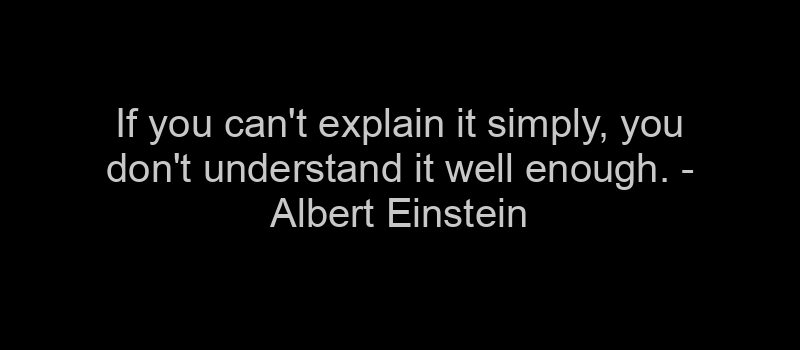 If you can't explain it simply, you
don't understand it well enough. -
Albert Einstein